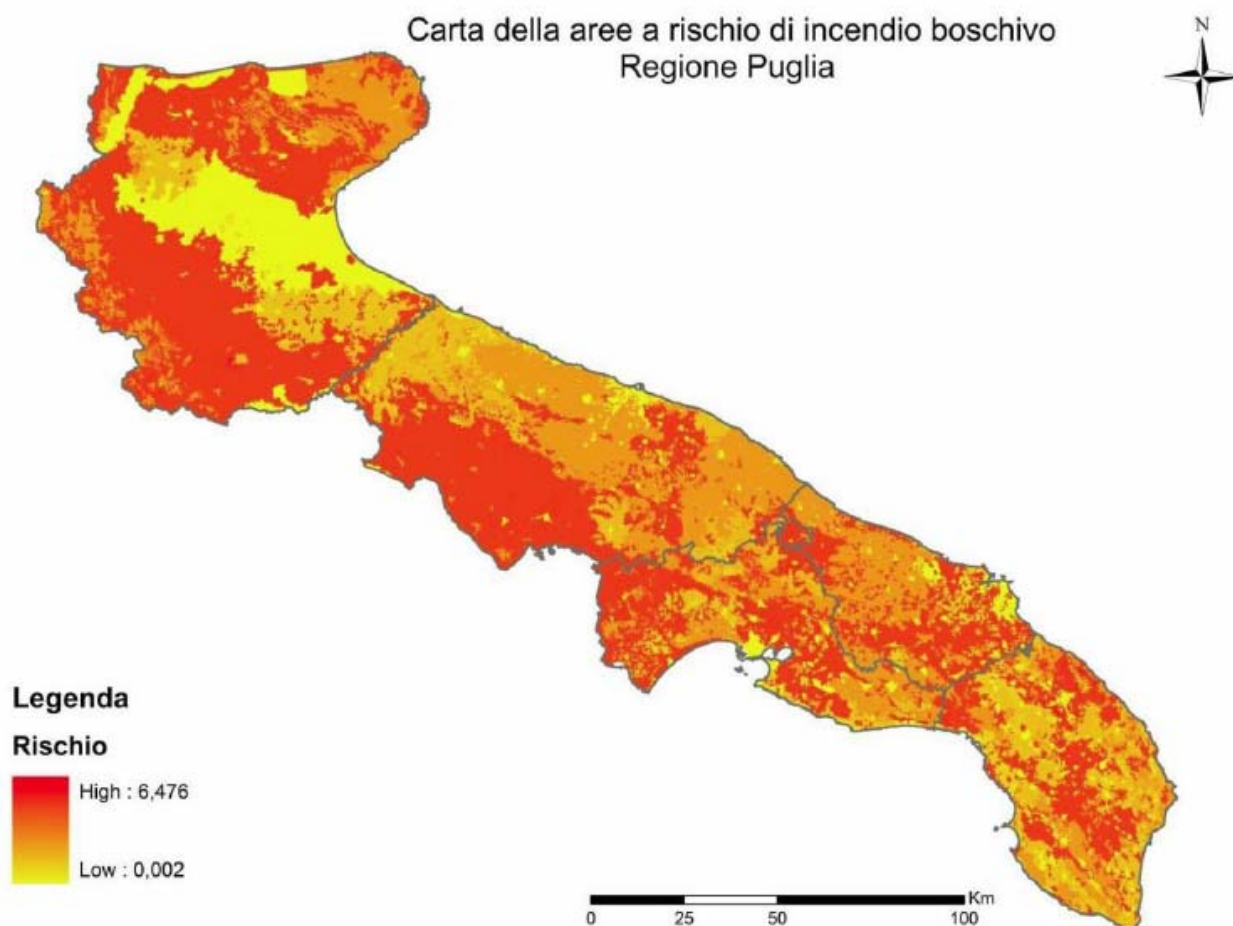 Carta della aree a rischio di incendio boschivo
Regione Puglia
N
Legenda
Rischio
High : 6,476
Low : 0,002
Km
0 25 50 100